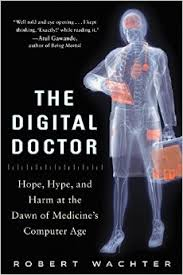 "Well told and eye opening . . . I kept
thinking, 'Exactly!' while reading it."
—Atul Gawande,
author of Being Mortal
THE
DIGITAL
DOCTOR
Hope, Hype, and
Harm at the
Dawn of Medicine's
Computer Age
ROBERT WACHTER